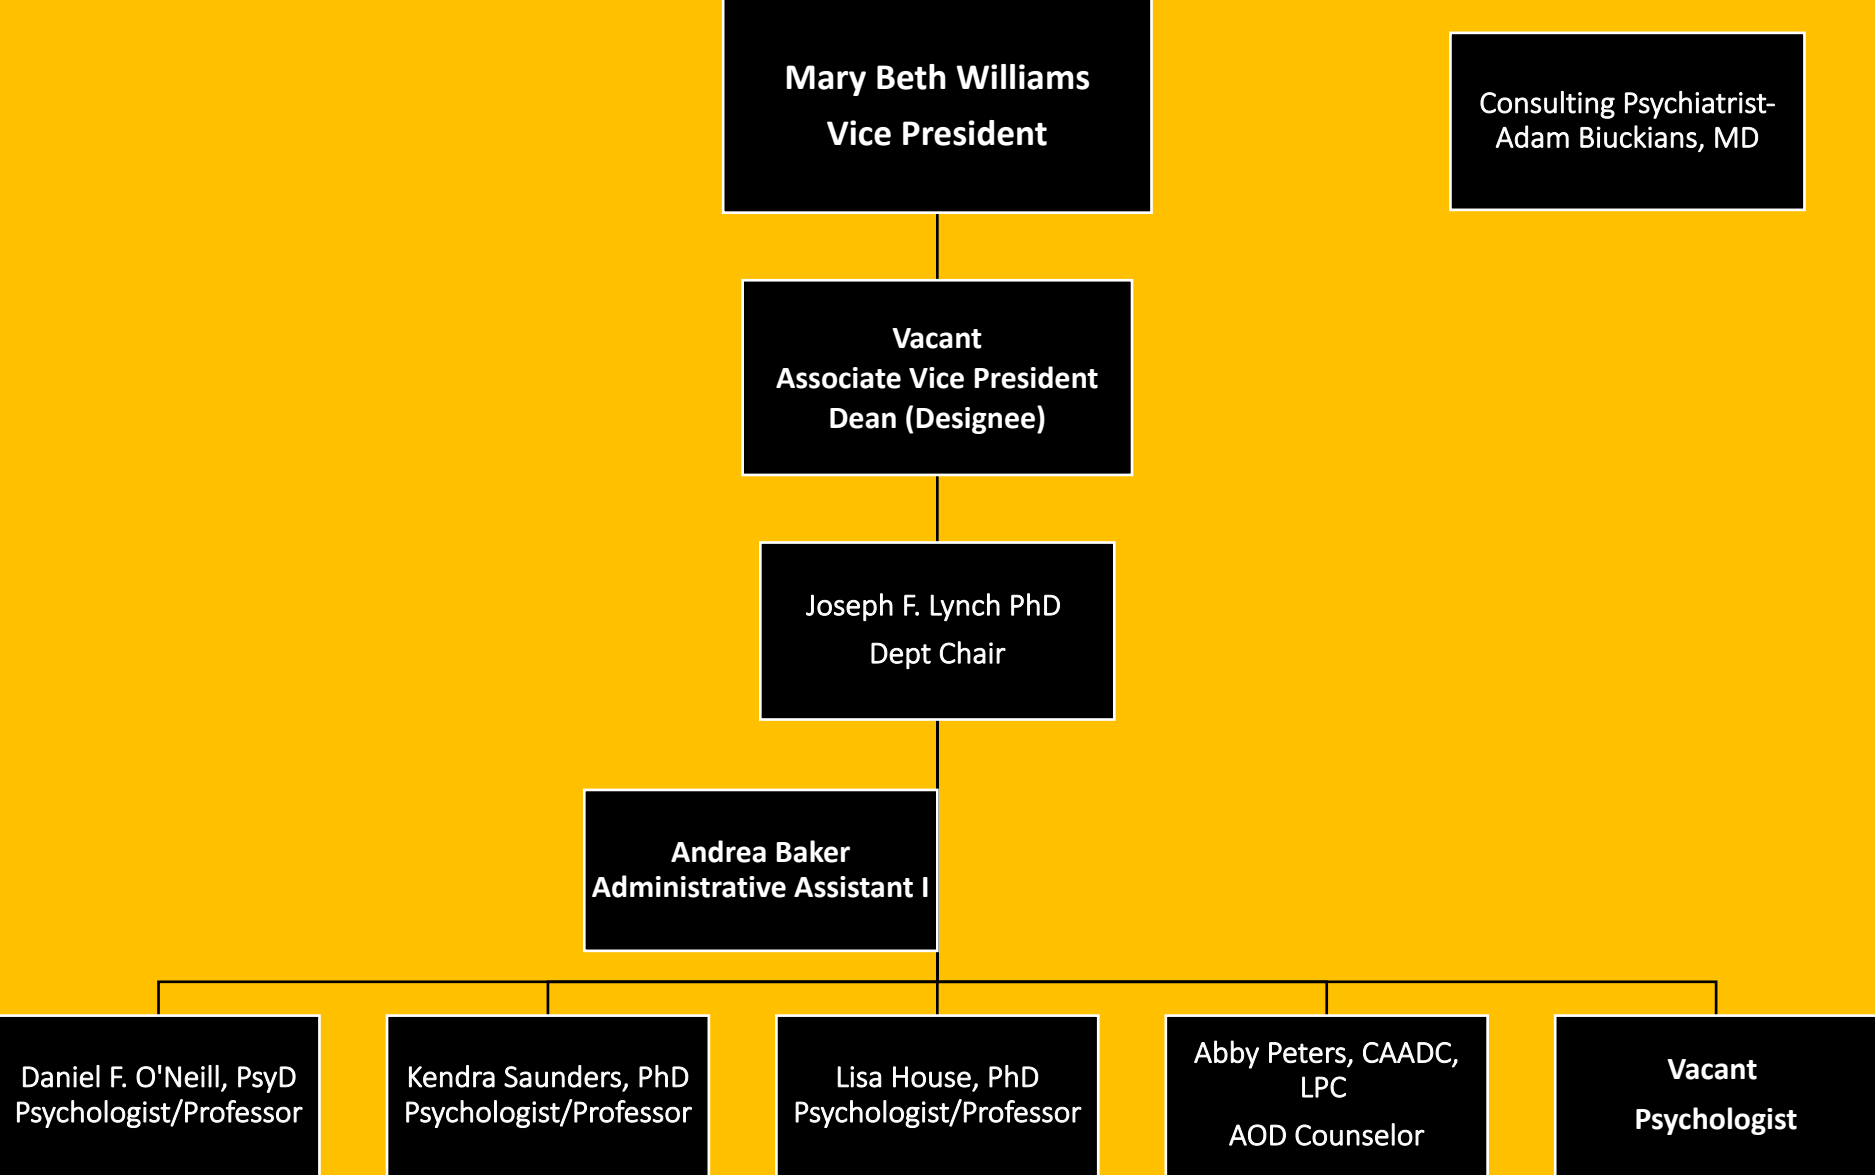 Mary Beth Williams
Vice President
Consulting Psychiatrist-
Adam Biuckians, MD
Vacant
Associate Vice President
Dean (Designee)
Joseph F. Lynch PhD
Dept Chair
Andrea Baker
Administrative Assistant I
Daniel F. O'Neill, PsyD
Psychologist/Professor
Kendra Saunders, PhD
Psychologist/Professor
Lisa House, PhD
Psychologist/Professor
Abby Peters, CAADC,
LPC
AOD Counselor
Vacant
Psychologist